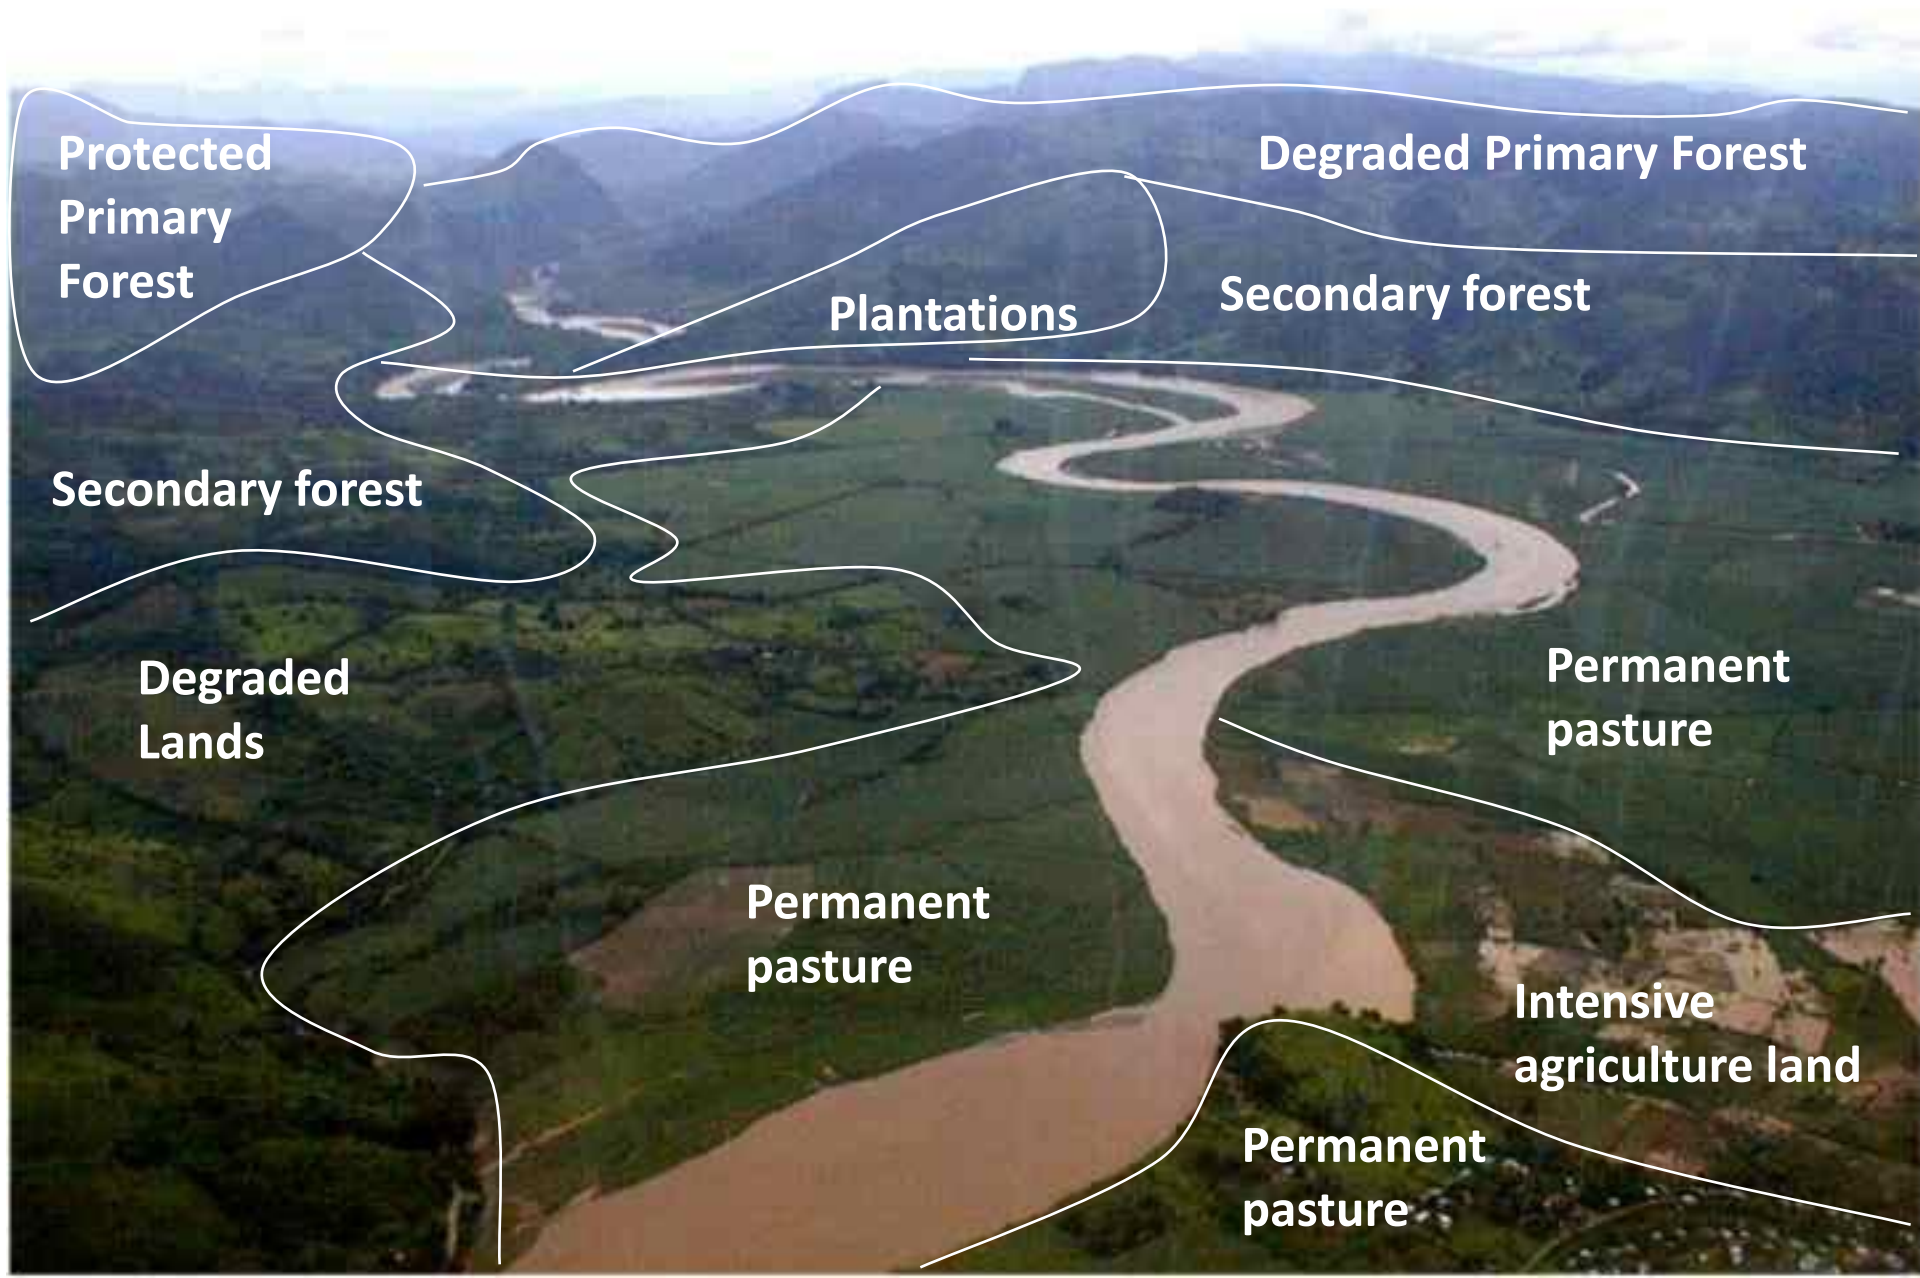 Protected
Primary
Forest
Degraded Primary Forest
Secondary forest
Plantations
Secondary forest
Degraded
Lands
Permanent
pasture
Permanent
pasture
Intensive
agriculture land
Permanent
pasture